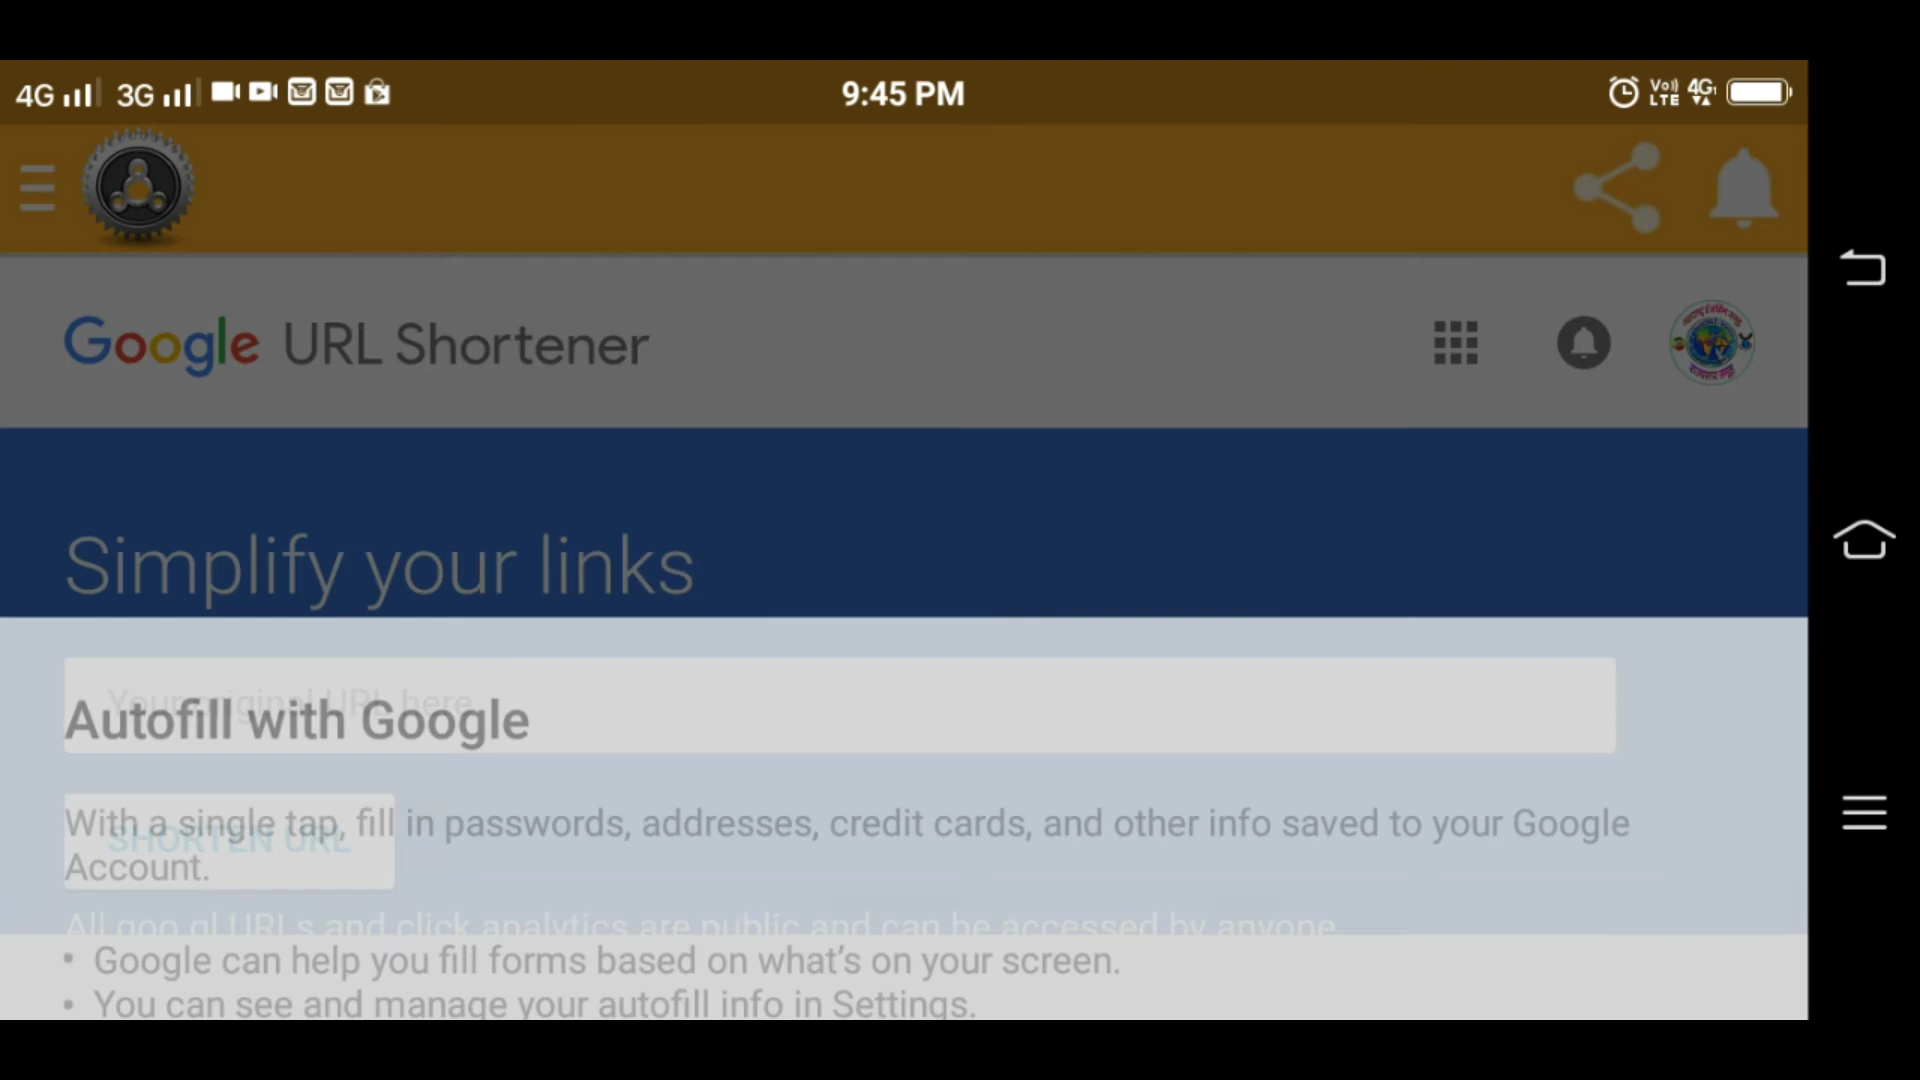 4G 3G 9:45 PM Vo)) LTE 4G
Google URL Shortener
Simplify your links
Your original URL here
Autofill with Google
With a single tap, fill in passwords, addresses, credit cards, and other info saved to your Google
SHORTEN URL
Account.
All goo.gl URLs and click analytics are public and can be accessed by anyone
• Google can help you fill forms based on what's on your screen.
• You can see and manage your autofill info in Settings.